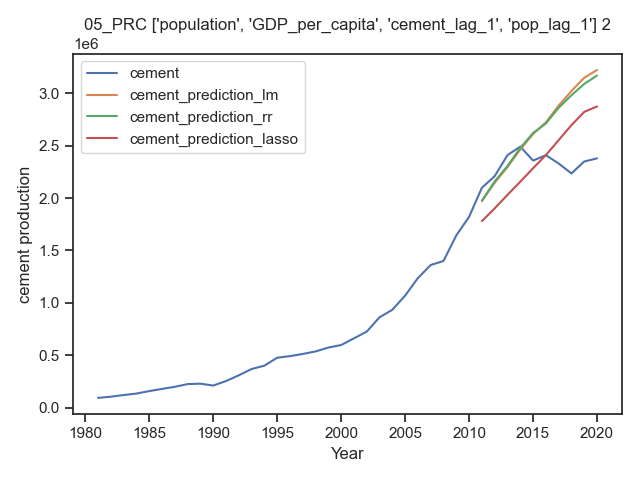 05_PRC ['population', 'GDP_per_capita', 'cement_lag_1', 'pop_lag_1'] 2
1e6
cement
cement_prediction_lm
cement_prediction_rr
cement_prediction_lasso
3.0
2.5
2.0
1.5
1.0
0.5
0.0
cement production
1980 1985 1990 1995 2000 2005 2010 2015 2020
Year